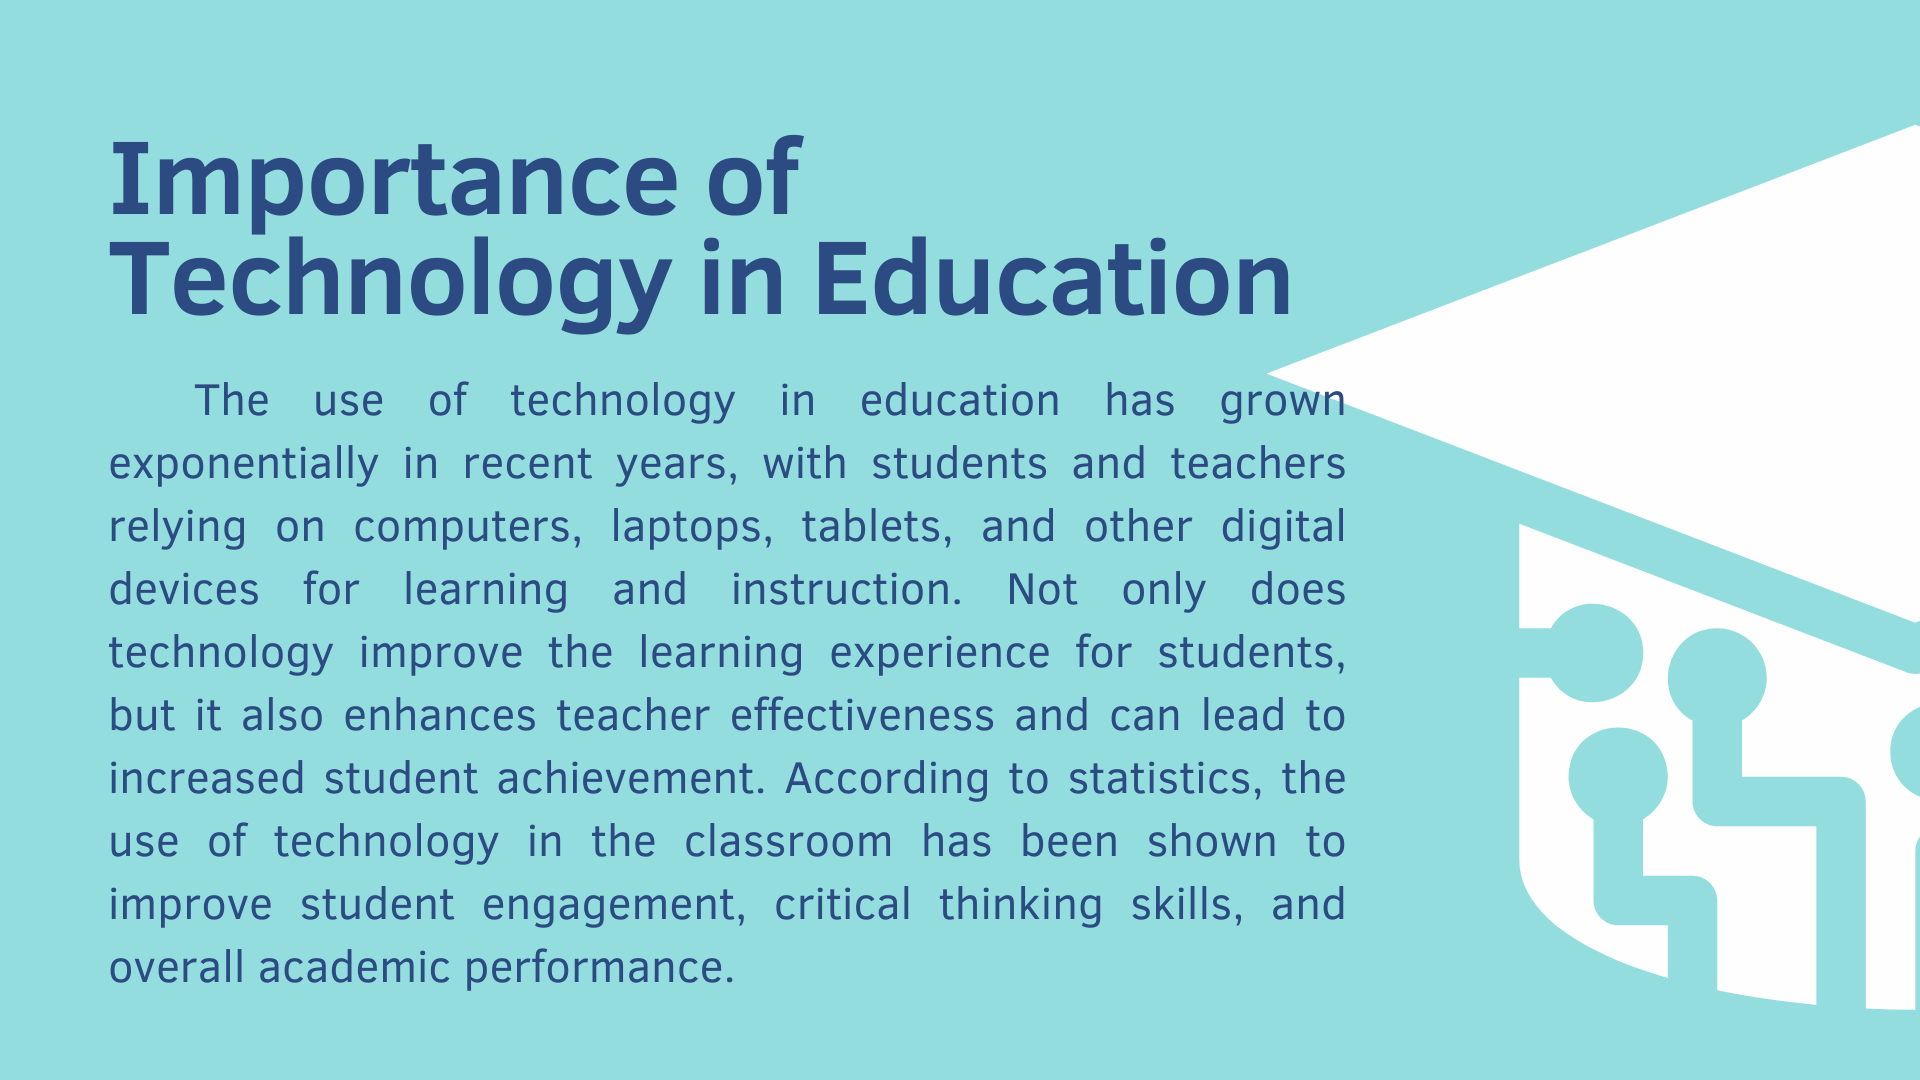 Importance of
Technology in Education
The use of technology in education has grown
exponentially in recent years, with students and teachers
relying on computers, laptops, tablets, and other digital
devices for learning and instruction. Not only does
technology improve the learning experience for students,
but it also enhances teacher effectiveness and can lead to
increased student achievement. According to statistics, the
use of technology in the classroom has been shown to
improve student engagement, critical thinking skills, and
overall academic performance.